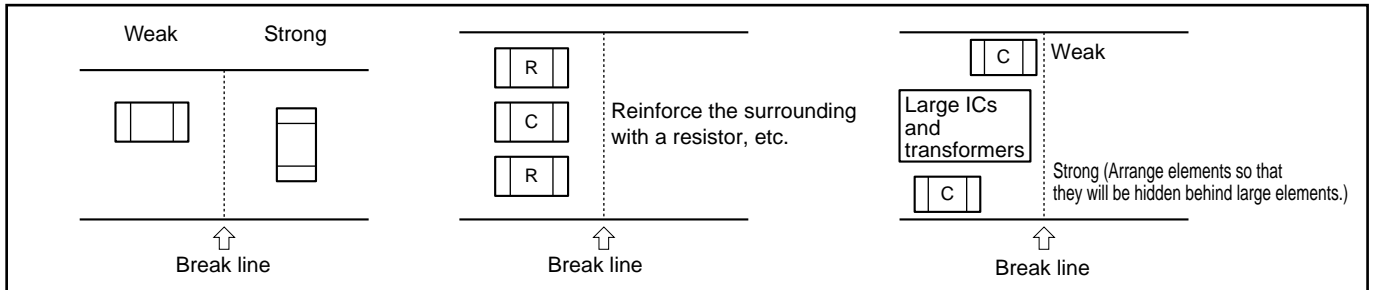 Weak Strong
Break line
R
C
R
Reinforce the surrounding
with a resistor, etc.
Break line
C
Weak
Large ICs
and
transformers
Strong (Arrange elements so that
they will be hidden behind large elements.)
C
Break line